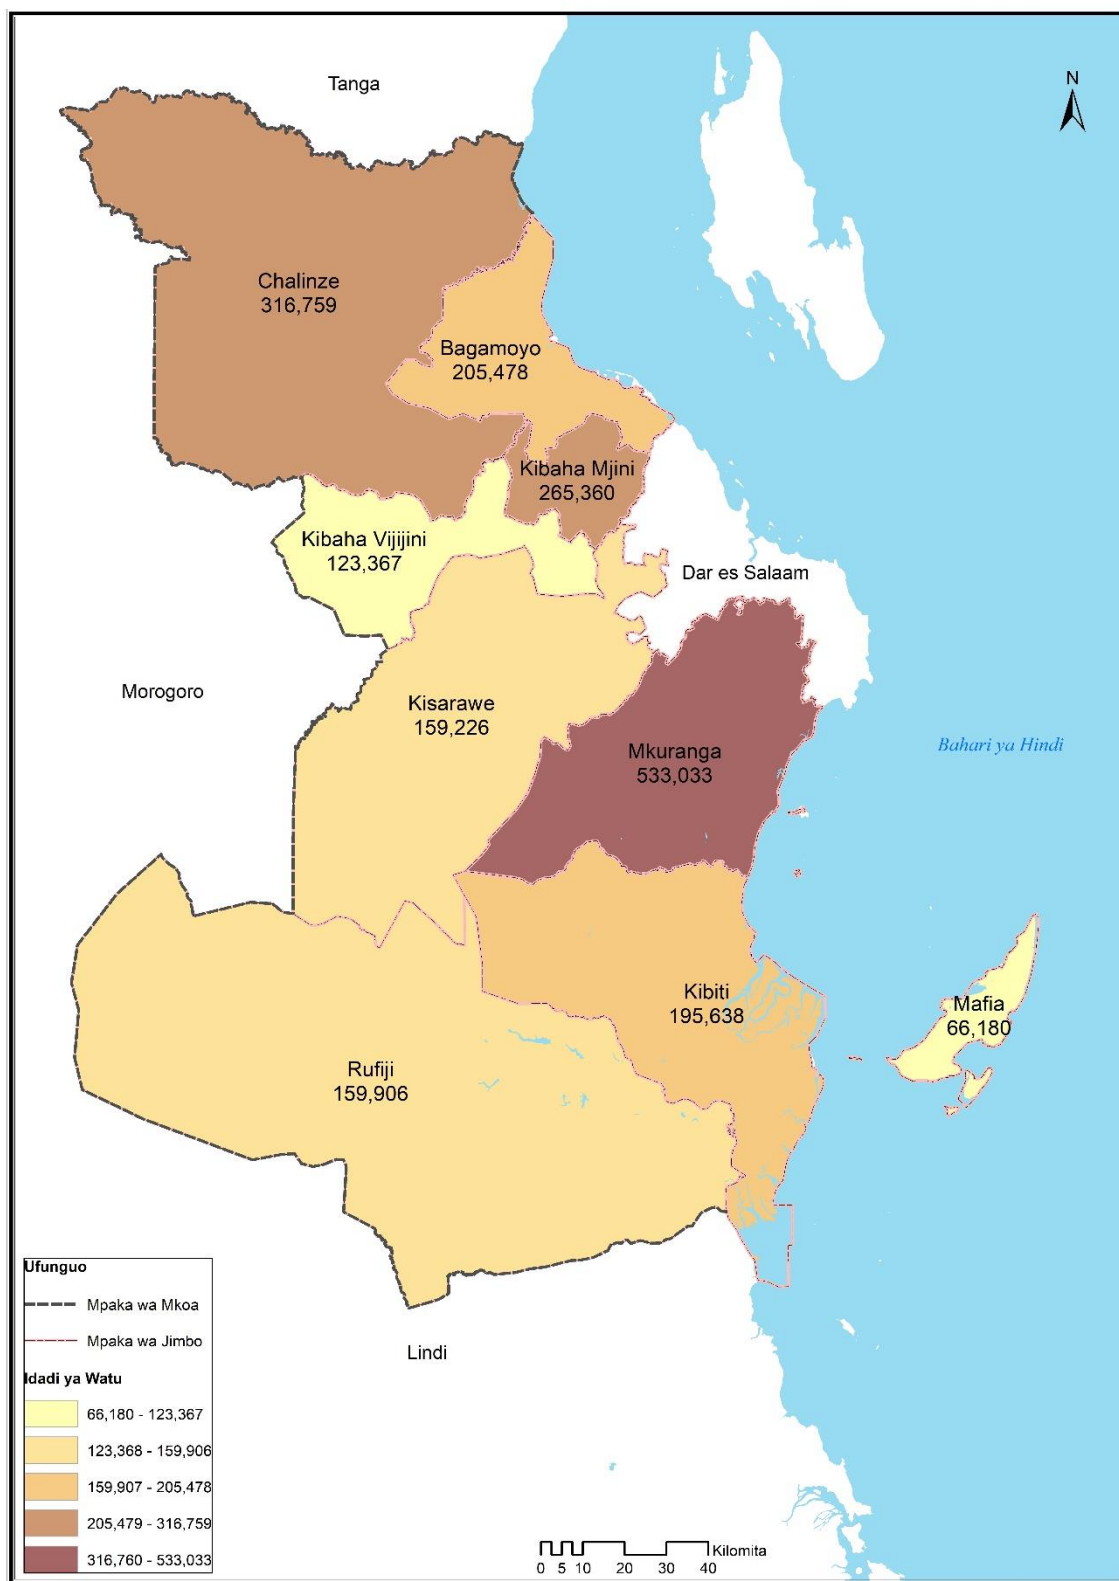 Tanga
N
Chalinze
316,759
Bagamoyo
205,478
Kibaha Mjini
265,360
Kibaha Vijijini
123,367
Dar es Salaam
Morogoro
Kisarawe
159,226
Mkuranga
533,033
Bahari ya Hindi
Kibiti
195,638
Mafia
66,180
Rufiji
159,906
Lindi
Ufunguo
Mpaka wa Mkoa
Mpaka wa Jimbo
Idadi ya Watu
66,180 - 123,367
123,368 - 159,906
159,907 - 205,478
205,479 - 316,759
316,760 - 533,033
Kilomita
0 5 10 20 30 40